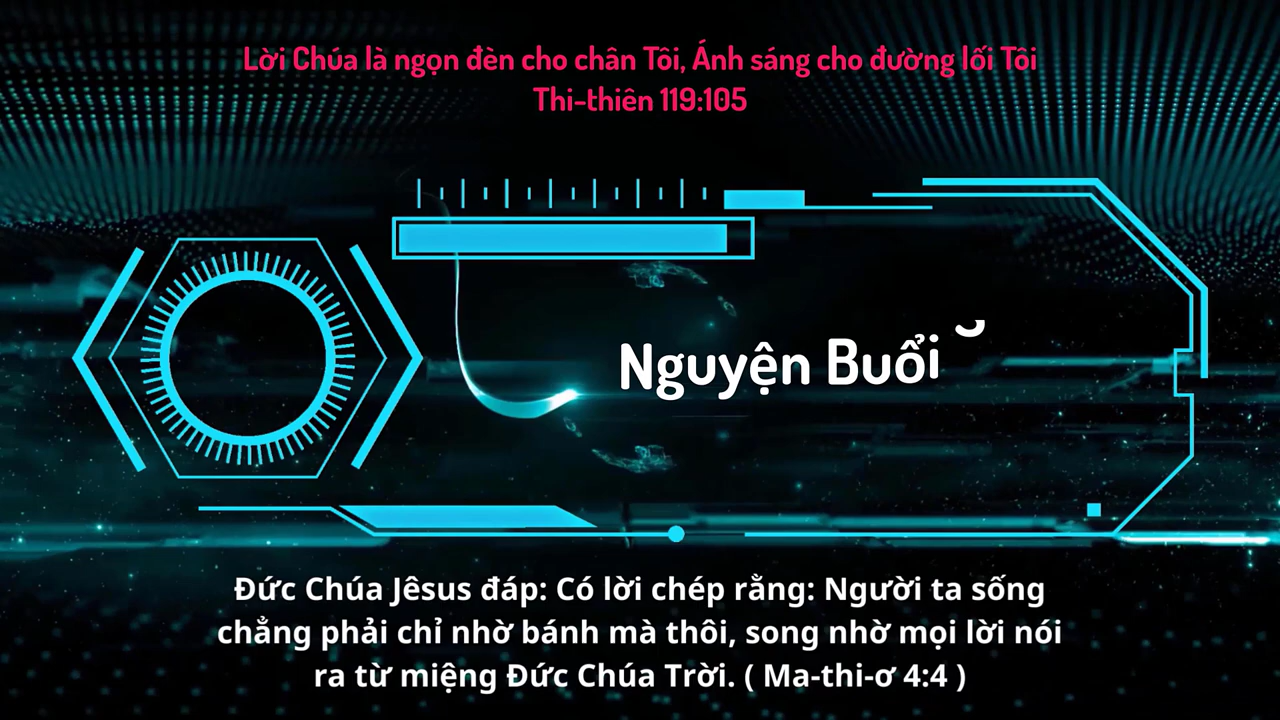 Lời Chúa là ngọn đèn cho chân Tôi, Ánh sáng cho đường lối Tôi
Thi-thiên 119:105
Nguyện Buổi
Đức Chúa Jêsus đáp: Có lời chép rằng: Người ta sống
chẳng phải chỉ nhờ bánh mà thôi, song nhờ mọi lời nói
ra từ miệng Đức Chúa Trời. ( Ma-thi-ơ 4:4 )